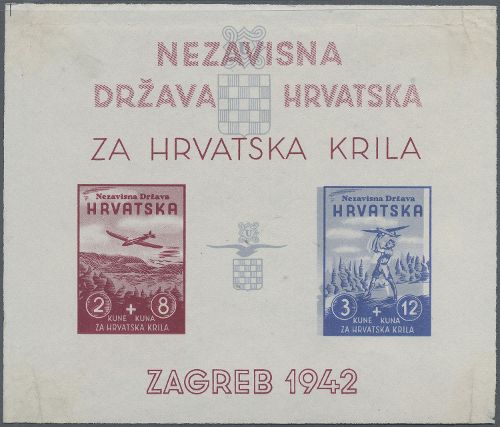 NEZAVISNA
DRŽAVA HRVATSKA
ZA HRVATSKA KRILA
Nezavisna Država
HRVATSKA
2 + 8
KUNE KUNA
ZA HRVATSKA KRILA
Nezavisna Država
HRVATSKA
3 + 12
KUNE KUNA
ZA HRVATSKA KRILA
U
U
ZAGREB 1942